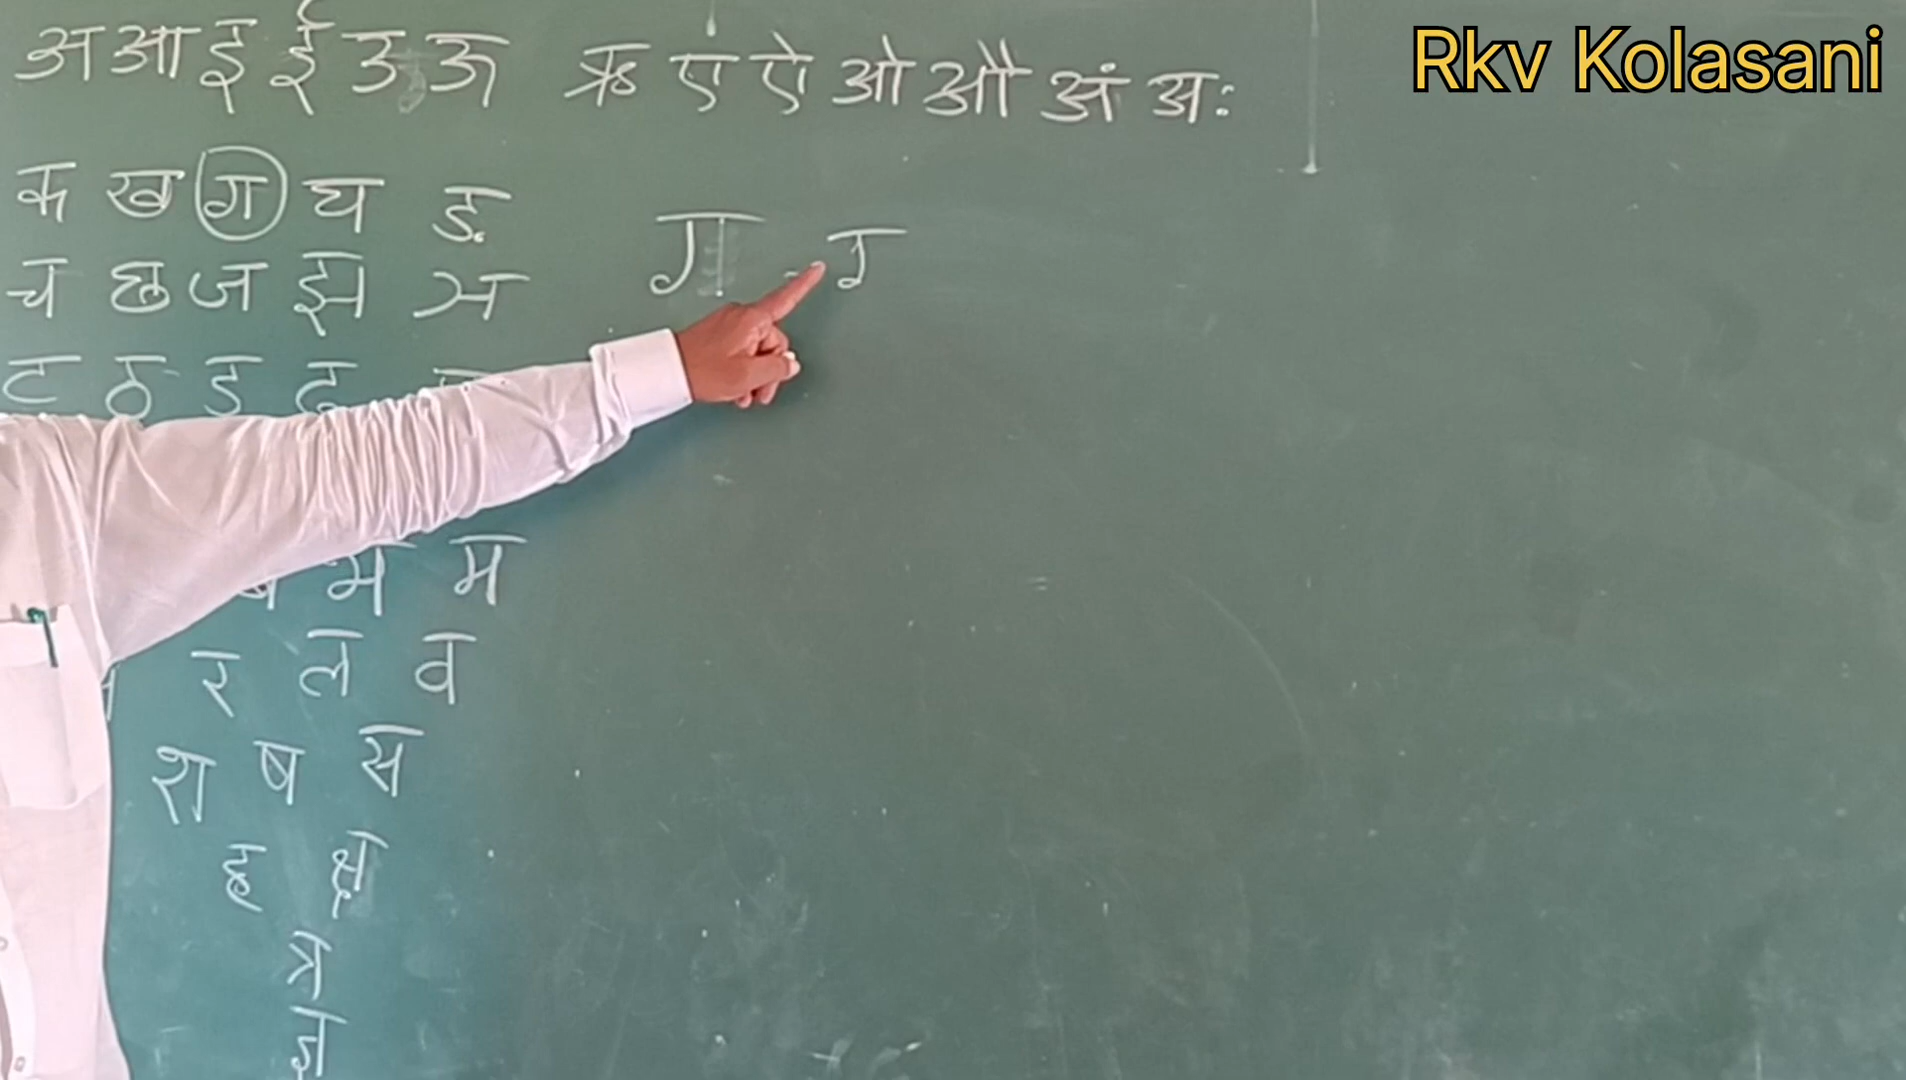 अ आ इ ई उ ऊ ऋ एं ऐ ओ औ अं अः
Rkv Kolasani
क ख ग घ ड.
ग र
च छ ज झ ञ
ट ठ ड ढ
ब भ म
र ल व
श ष स
ह क्ष
त्र
ज्ञ